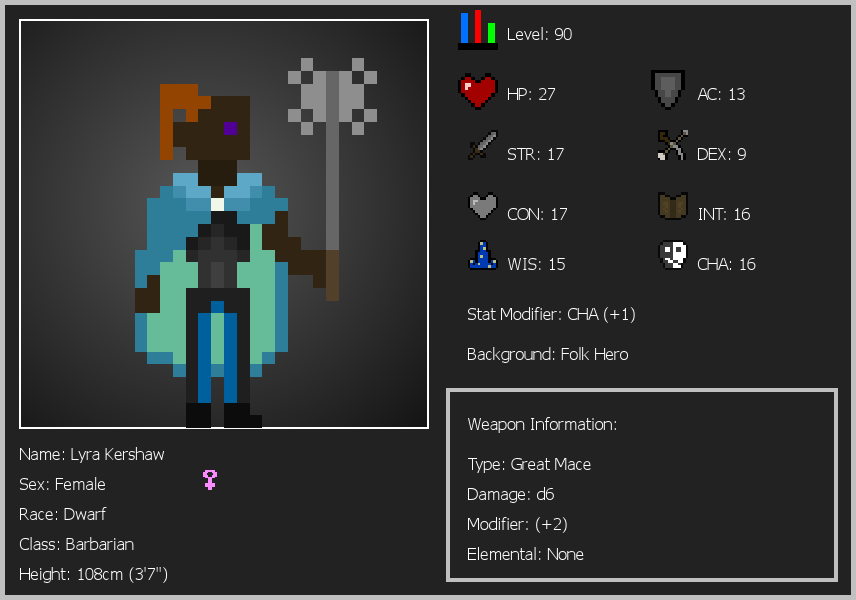 Level: 90
HP: 27
AC: 13
STR: 17
DEX: 9
CON: 17
INT: 16
WIS: 15
CHA: 16
Stat Modifier: CHA (+1)
Background: Folk Hero
Weapon Information:
Type: Great Mace
Damage: d6
Modifier: (+2)
Elemental: None
Name: Lyra Kershaw
Sex: Female
Race: Dwarf
Class: Barbarian
Height: 108cm (3'7")